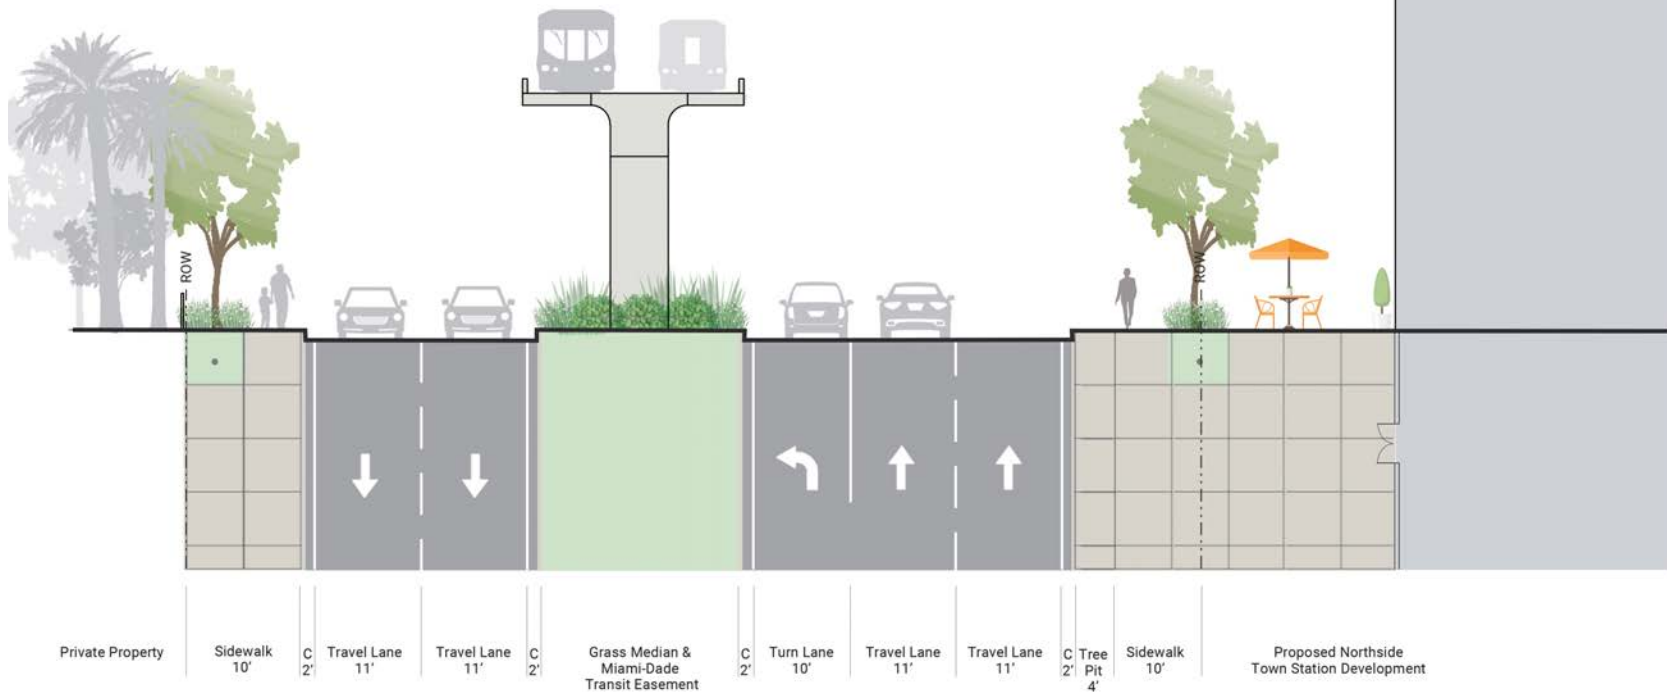 ROW
ROW
Private Property
Sidewalk
10'
C
2'
Travel Lane
11'
Travel Lane
11'
C
2'
Grass Median &
Miami-Dade
Transit Easement
C
2'
Turn Lane
10'
Travel Lane
11'
Travel Lane
11'
C
2'
Tree
Pit
4'
Sidewalk
10'
Proposed Northside
Town Station Development